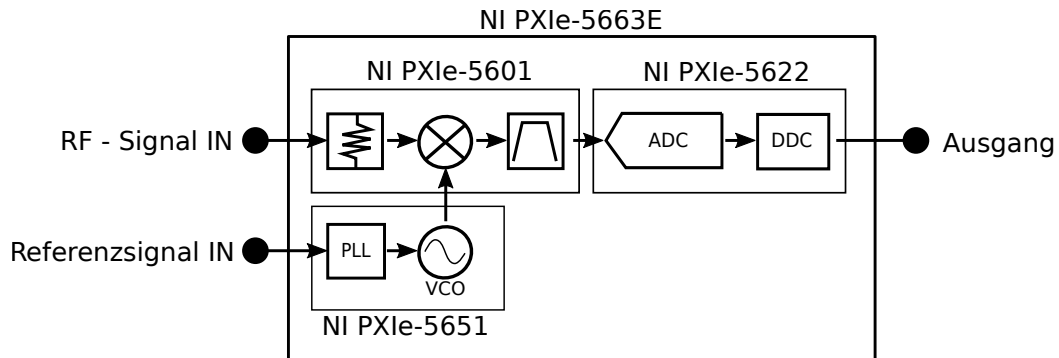 NI PXIe-5663E
NI PXIe-5601
NI PXIe-5622
RF - Signal IN
ADC
DDC
Ausgang
Referenzsignal IN
PLL
VCO
NI PXIe-5651